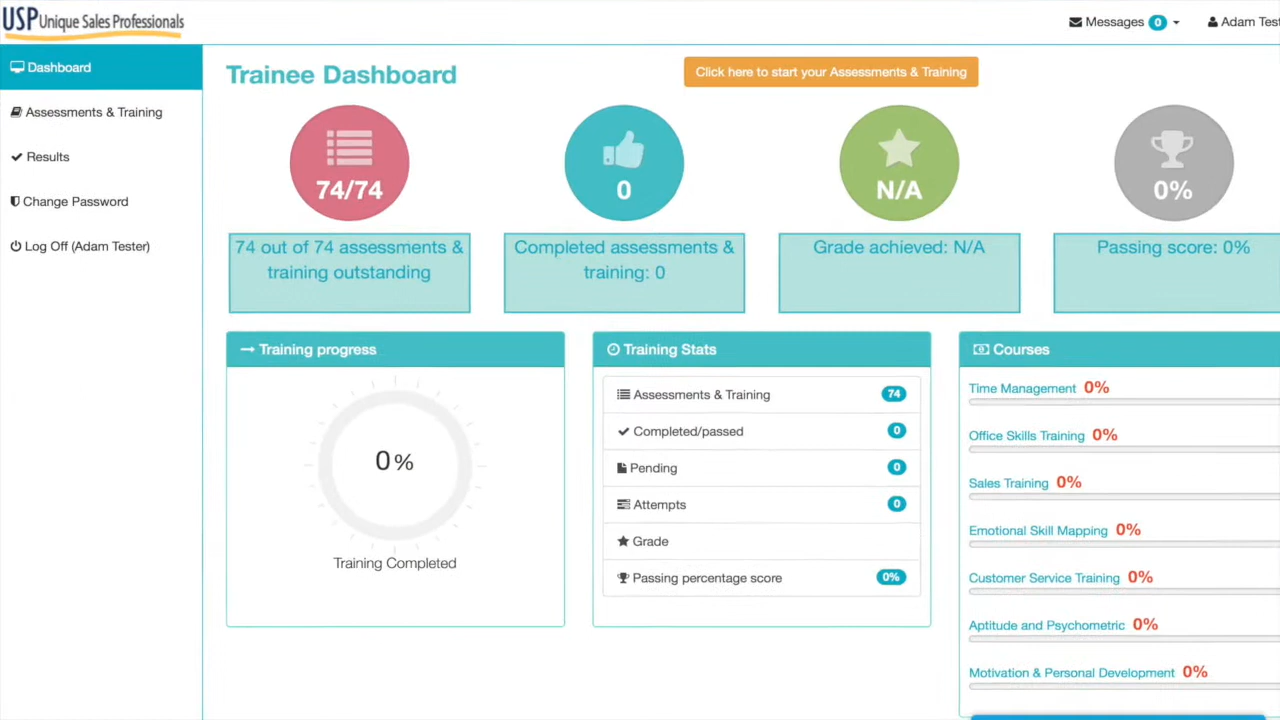 USP Unique Sales Professionals
Messages 0
Adam Test
Dashboard
Assessments & Training
Results
Change Password
Log Off (Adam Tester)
Trainee Dashboard
Click here to start your Assessments & Training
74/74
0
N/A
0%
74 out of 74 assessments &
training outstanding
Completed assessments &
training: 0
Grade achieved: N/A
Passing score: 0%
Training progress
0 %
Training Completed
Training Stats
Assessments & Training 74
Completed/passed 0
Pending 0
Attempts 0
Grade
Passing percentage score 0%
Courses
Time Management 0%
Office Skills Training 0%
Sales Training 0%
Emotional Skill Mapping 0%
Customer Service Training 0%
Aptitude and Psychometric 0%
Motivation & Personal Development 0%